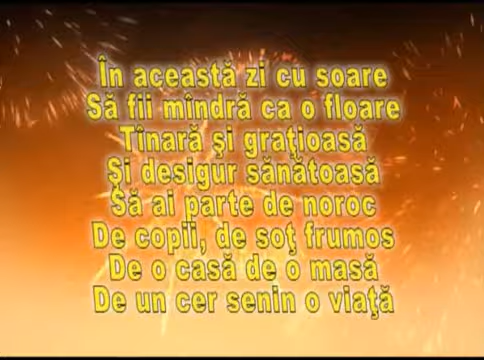 În această zi cu soare
Să fii mîndră ca o floare
Tînară şi graţioasă
Şi desigur sănătoasă
Să ai parte de noroc
De copii, de soţ frumos
De o casă de o masă
De un cer senin o viaţă